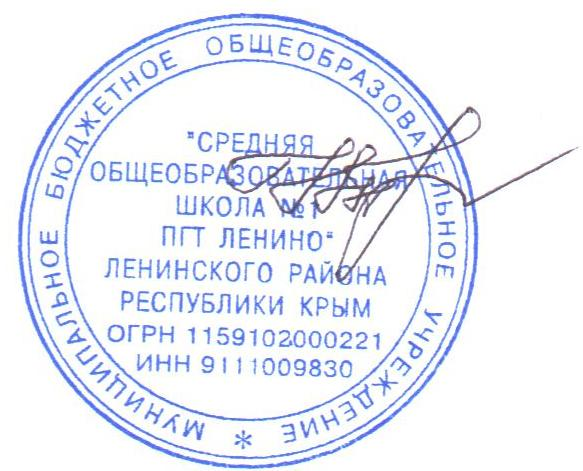 МУНИЦИПАЛЬНОЕ БЮДЖЕТНОЕ ОБЩЕОБРАЗОВАТЕЛЬНОЕ УЧРЕЖДЕНИЕ *
"СРЕДНЯЯ
ОБЩЕОБРАЗОВАТЕЛЬНАЯ
ШКОЛА №1
ПГТ ЛЕНИНО"
ЛЕНИНСКОГО РАЙОНА
РЕСПУБЛИКИ КРЫМ
ОГРН 1159102000221
ИНН 9111009830